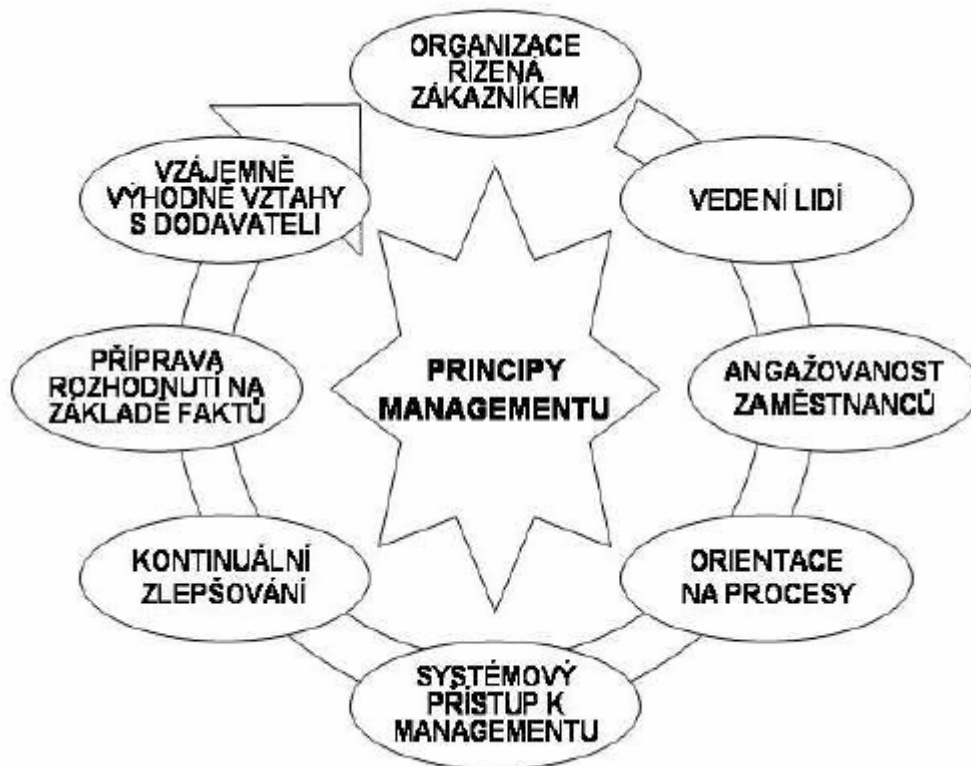 ORGANIZACE
ŘÍZENÁ
ZÁKAZNÍKEM
VEDENÍ LIDÍ
ANGAŽOVANOST
ZAMĚSTNANCŮ
ORIENTACE
NA PROCESY
SYSTÉMOVÝ
PŘÍSTUP K
MANAGEMENTU
KONTINUÁLNÍ
ZLEPŠOVÁNÍ
PŘÍPRAVA
ROZHODNUTÍ NA
ZÁKLADĚ FAKTŮ
VZÁJEMNĚ
VÝHODNÉ VZTAHY
S DODAVATELI
PRINCIPY
MANAGEMENTU